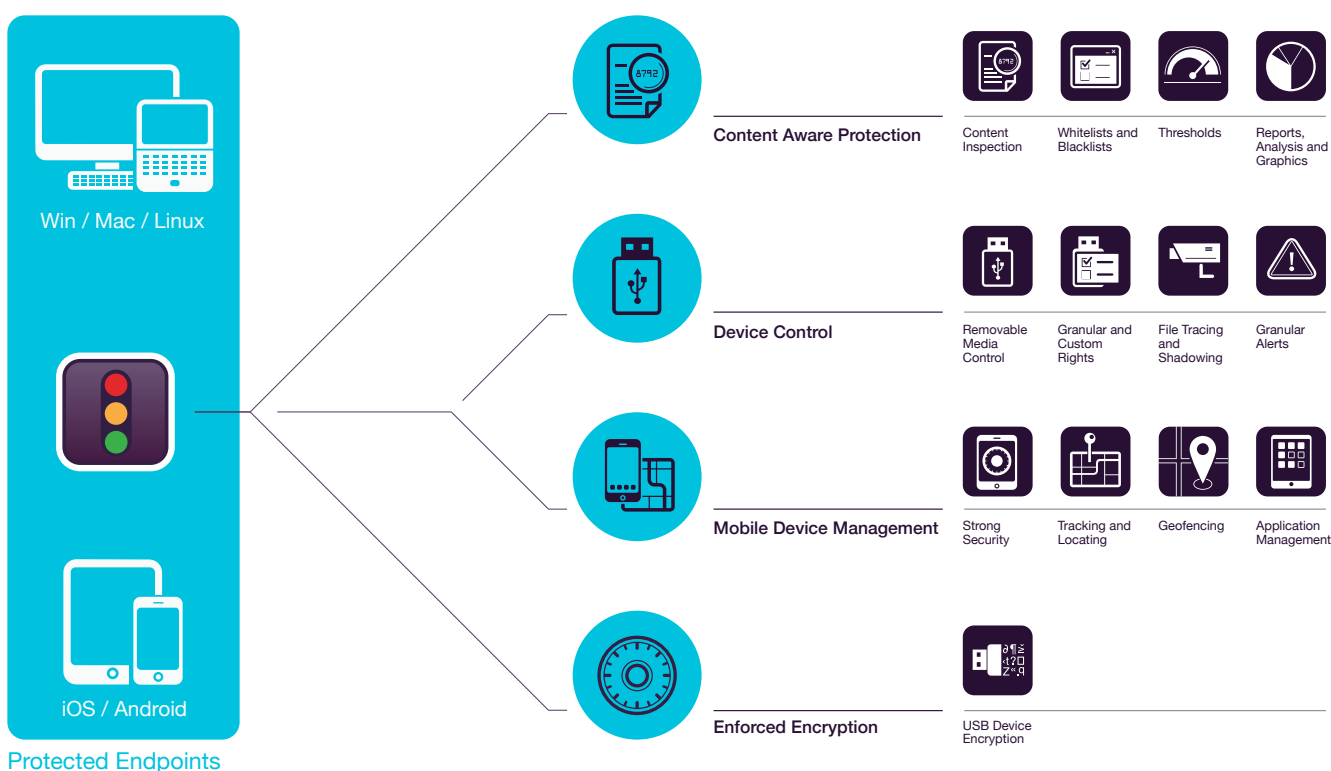 8792
Content Aware Protection
8792
Content
Inspection
Whitelists and
Blacklists
Thresholds
Reports,
Analysis and
Graphics
Win / Mac / Linux
Device Control
Removable
Media
Control
Granular and
Custom
Rights
File Tracing
and
Shadowing
Granular
Alerts
Mobile Device Management
Strong
Security
Tracking and
Locating
Geofencing
Application
Management
iOS / Android
Enforced Encryption
∂¶≥
‹t?□
Z“.q
USB Device
Encryption
Protected Endpoints